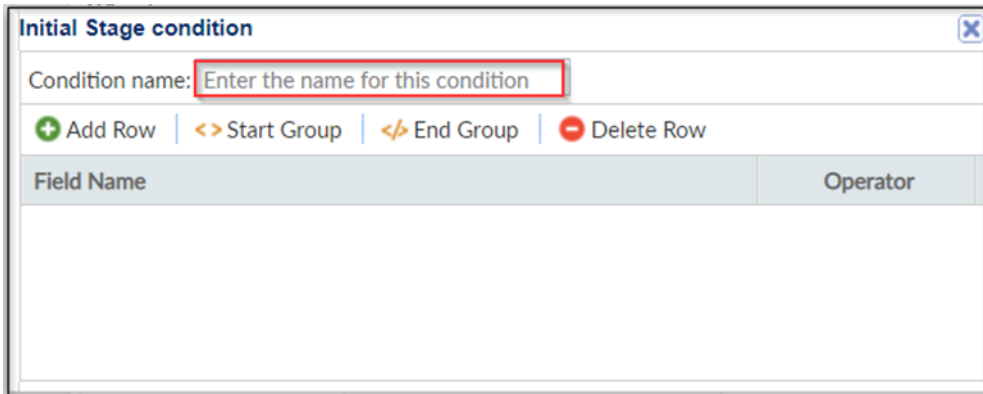 Initial Stage condition
Condition name: Enter the name for this condition
Add Row Start Group End Group Delete Row
Field Name Operator